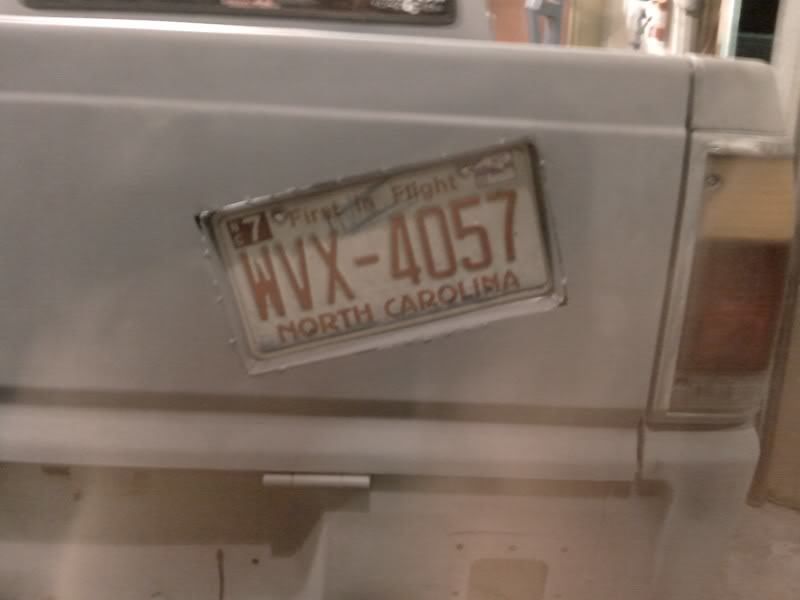 7 First in Flight
WVX-4057
NORTH CAROLINA